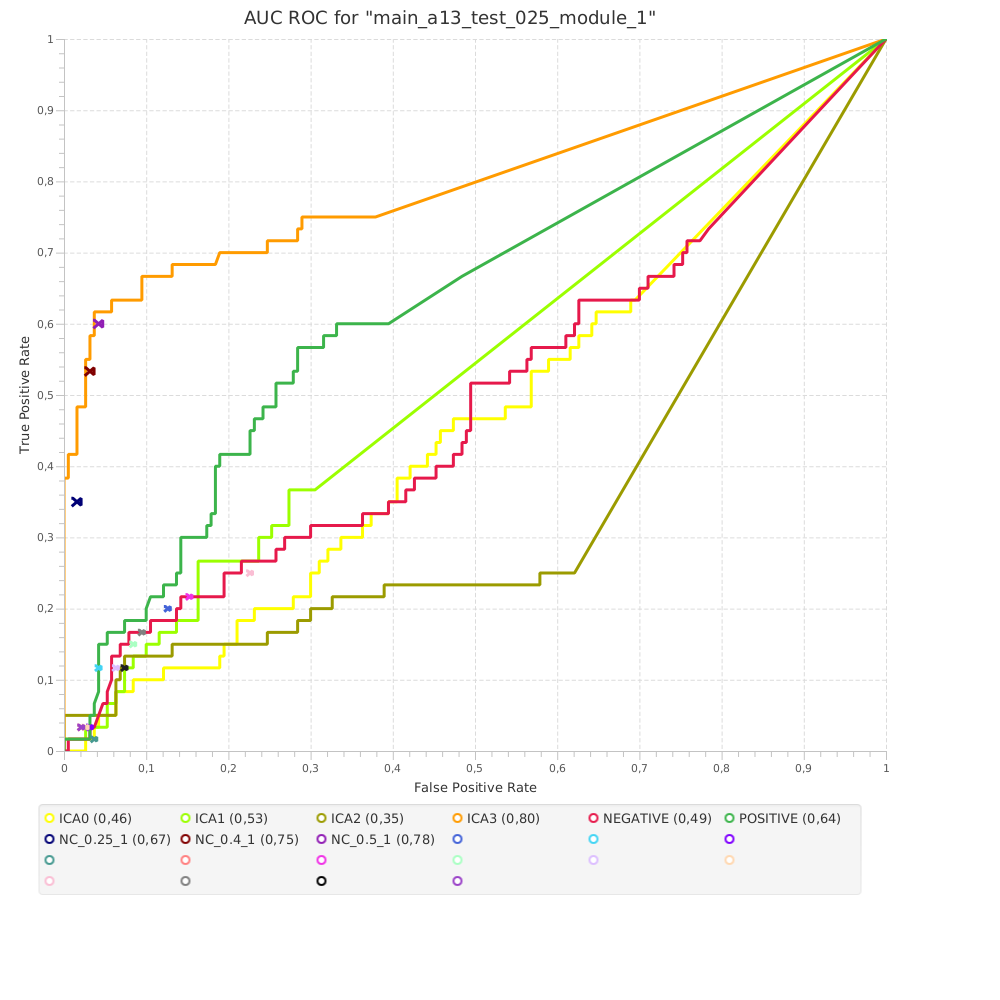 AUC ROC for "main_a13_test_025_module_1"
1
0,9
0,8
0,7
0,6
0,5
0,4
0,3
0,2
0,1
0
True Positive Rate
0 0,1 0,2 0,3 0,4 0,5 0,6 0,7 0,8 0,9 1
False Positive Rate
ICA0 (0,46) ICA1 (0,53) ICA2 (0,35) ICA3 (0,80) NEGATIVE (0,49) POSITIVE (0,64)
NC_0.25_1 (0,67) NC_0.4_1 (0,75) NC_0.5_1 (0,78)